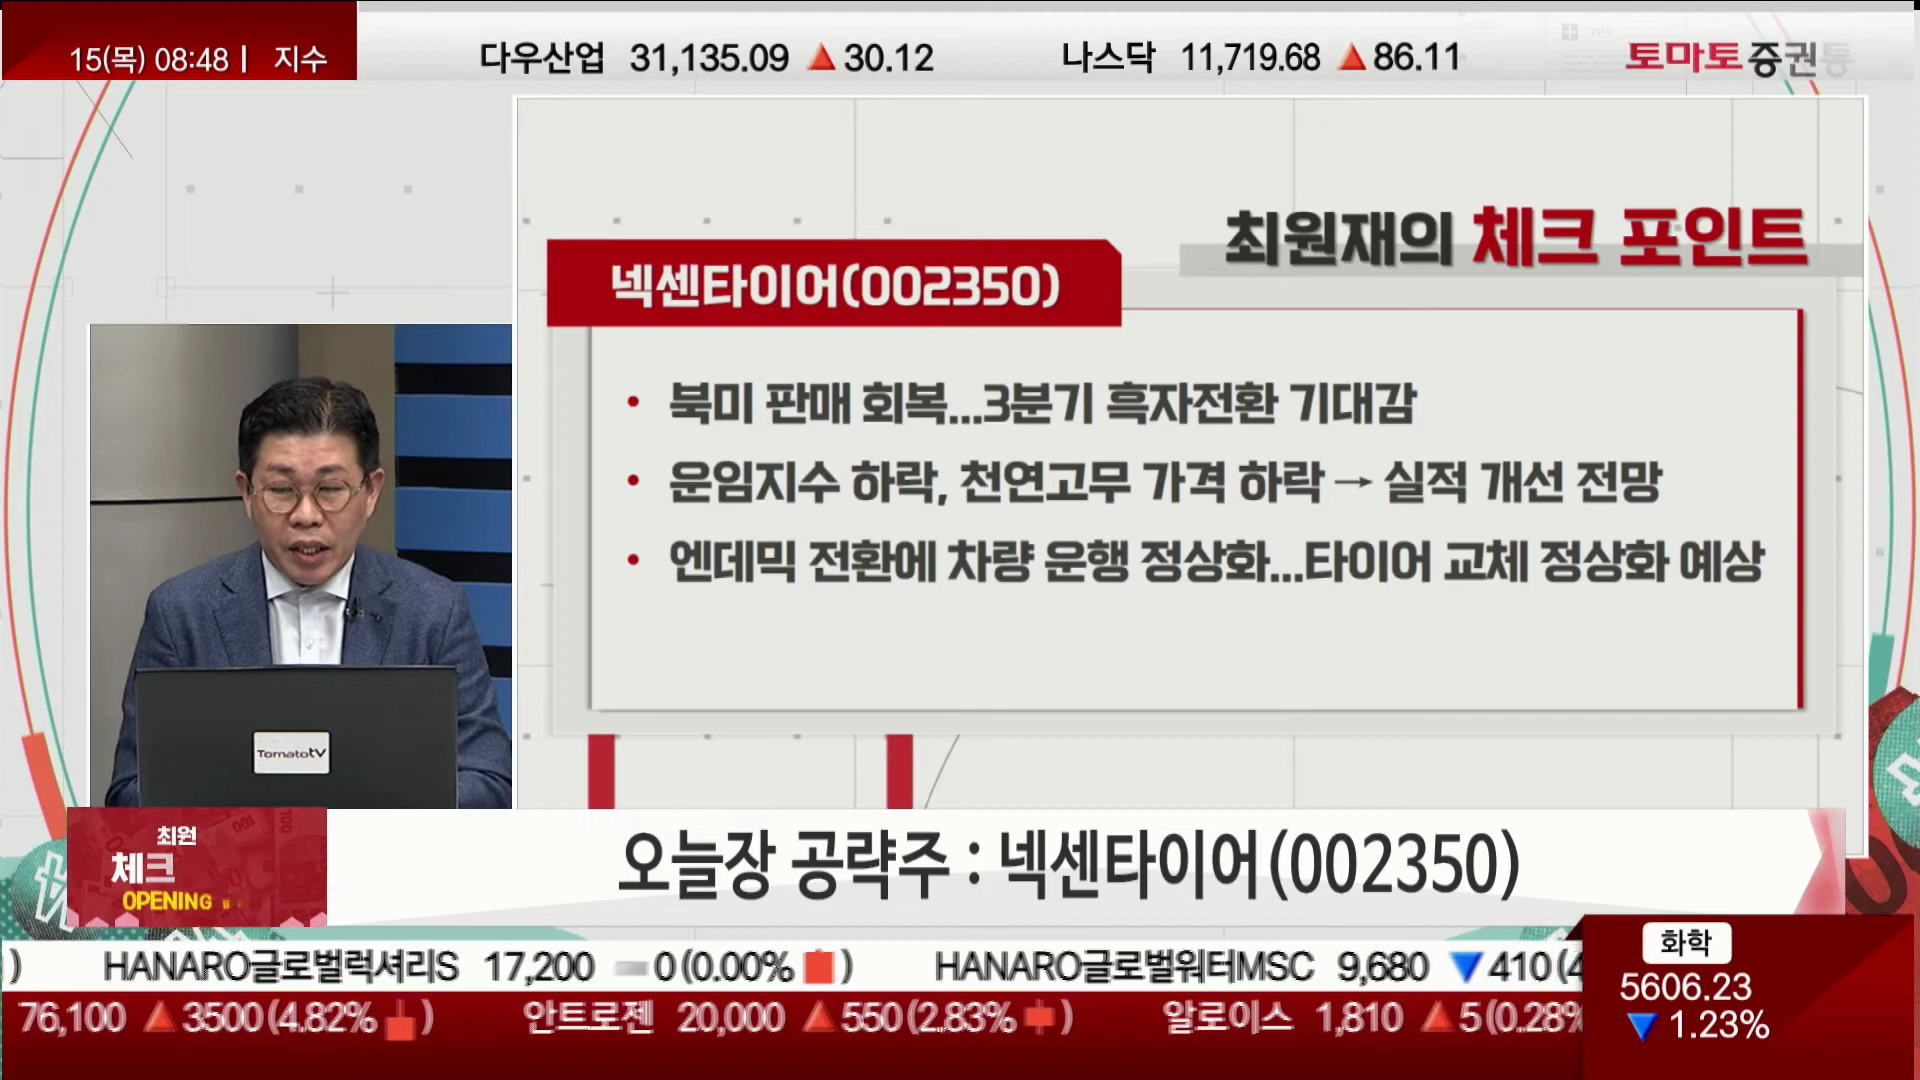 15(목) 08:48 | 지수
다우산업 31,135.09 ▲ 30.12
나스닥 11,719.68 ▲ 86.11
토마토증권통
최원재의 체크 포인트
넥센타이어(002350)
• 북미 판매 회복...3분기 흑자전환 기대감
• 운임지수 하락, 천연고무 가격 하락 → 실적 개선 전망
• 엔데믹 전환에 차량 운행 정상화...타이어 교체 정상화 예상
Tomatotv
최원
체크
OPENING
오늘장 공략주 : 넥센타이어(002350)
) HANARO글로벌럭셔리S 17,200 0(0.00% ) HANARO글로벌워터MSC 9,680 ▼ 410(4
76,100 ▲ 3500(4.82% ) 안트로젠 20,000 ▲ 550(2.83% ) 알로이스 1,810 ▲ 5(0.28%
화학
5606.23
▼ 1.23%